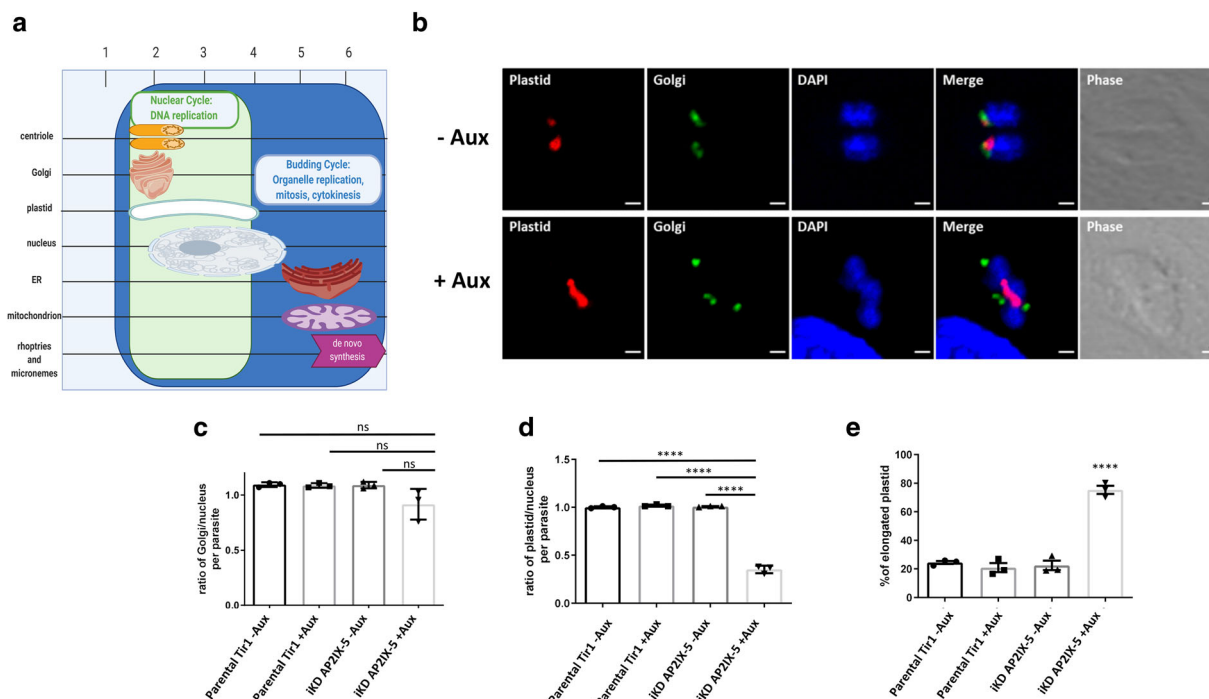 a
1 2 3 4 5 6
Nuclear Cycle:
DNA replication
centriole
Golgi
Budding Cycle:
Organelle replication,
mitosis, cytokinesis
plastid
nucleus
ER
mitochondrion
rhoptries
and
micronemes
de novo
synthesis
b
- Aux
Plastid Golgi DAPI Merge Phase
+ Aux
Plastid Golgi DAPI Merge Phase
c
ns
ns
ns
ratio of Golgi/nucleus
per parasite
1.0
0.5
0.0
Parental Tir1 -Aux
Parental Tir1 +Aux
iKD AP2IX-5 -Aux
iKD AP2IX-5 +Aux
d
****
****
****
ratio of plastid/nucleus
per parasite
1.5
1.0
0.5
0.0
Parental Tir1 -Aux
Parental Tir1 +Aux
iKD AP2IX-5 -Aux
iKD AP2IX-5 +Aux
e
****
%of elongated plastid
100
80
60
40
20
0
Parental Tir1 -Aux
Parental Tir1 +Aux
iKD AP2IX-5 -Aux
iKD AP2IX-5 +Aux